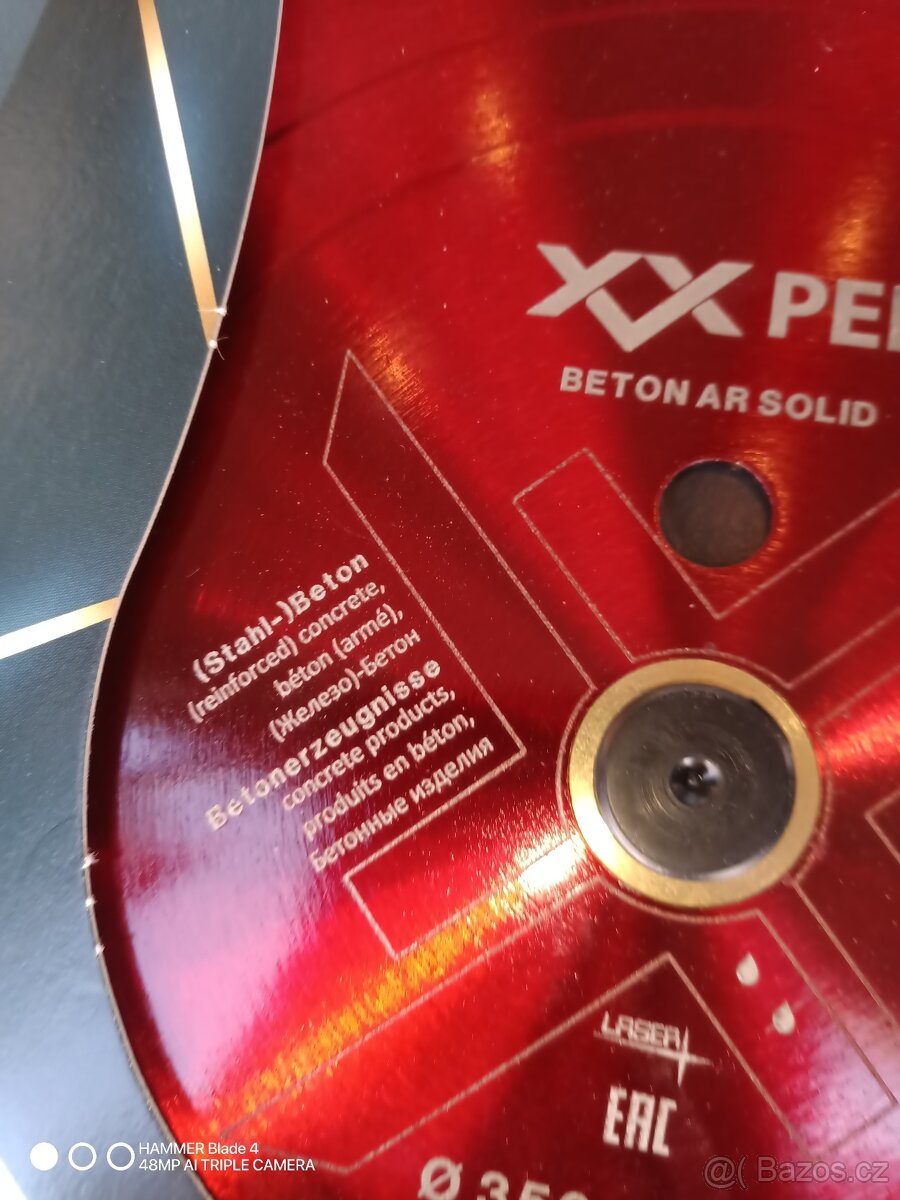 XX PE
BETON AR SOLID
(Stahl-)Beton
(reinforced) concrete,
béton (armé),
(Железо)-Бетон
Betonerzeugnisse
concrete products,
produits en béton,
Бетонные изделия
LASER
EAC
Ø 350
HAMMER Blade 4
48MP AI TRIPLE CAMERA
@( Bazos.cz